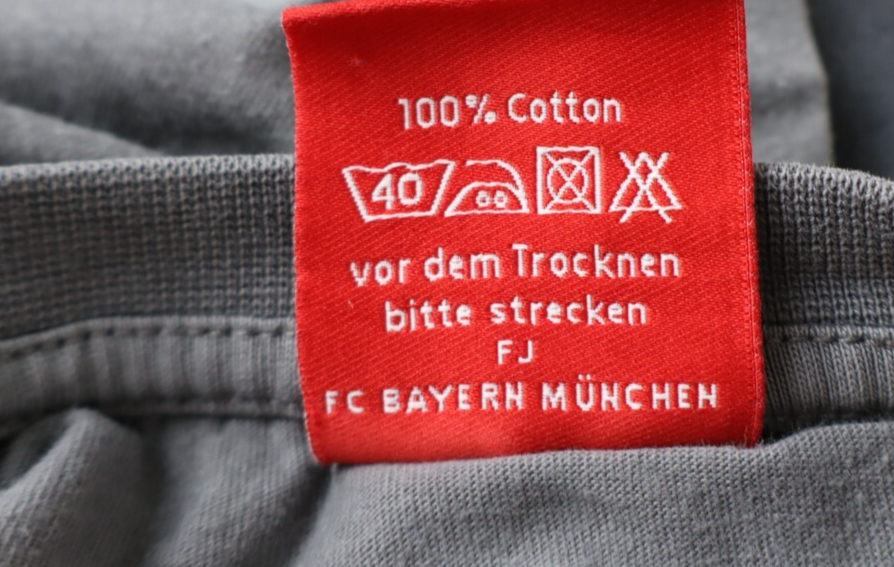 100% Cotton
40
vor dem Trocknen
bitte strecken
FJ
FC BAYERN MÜNCHEN